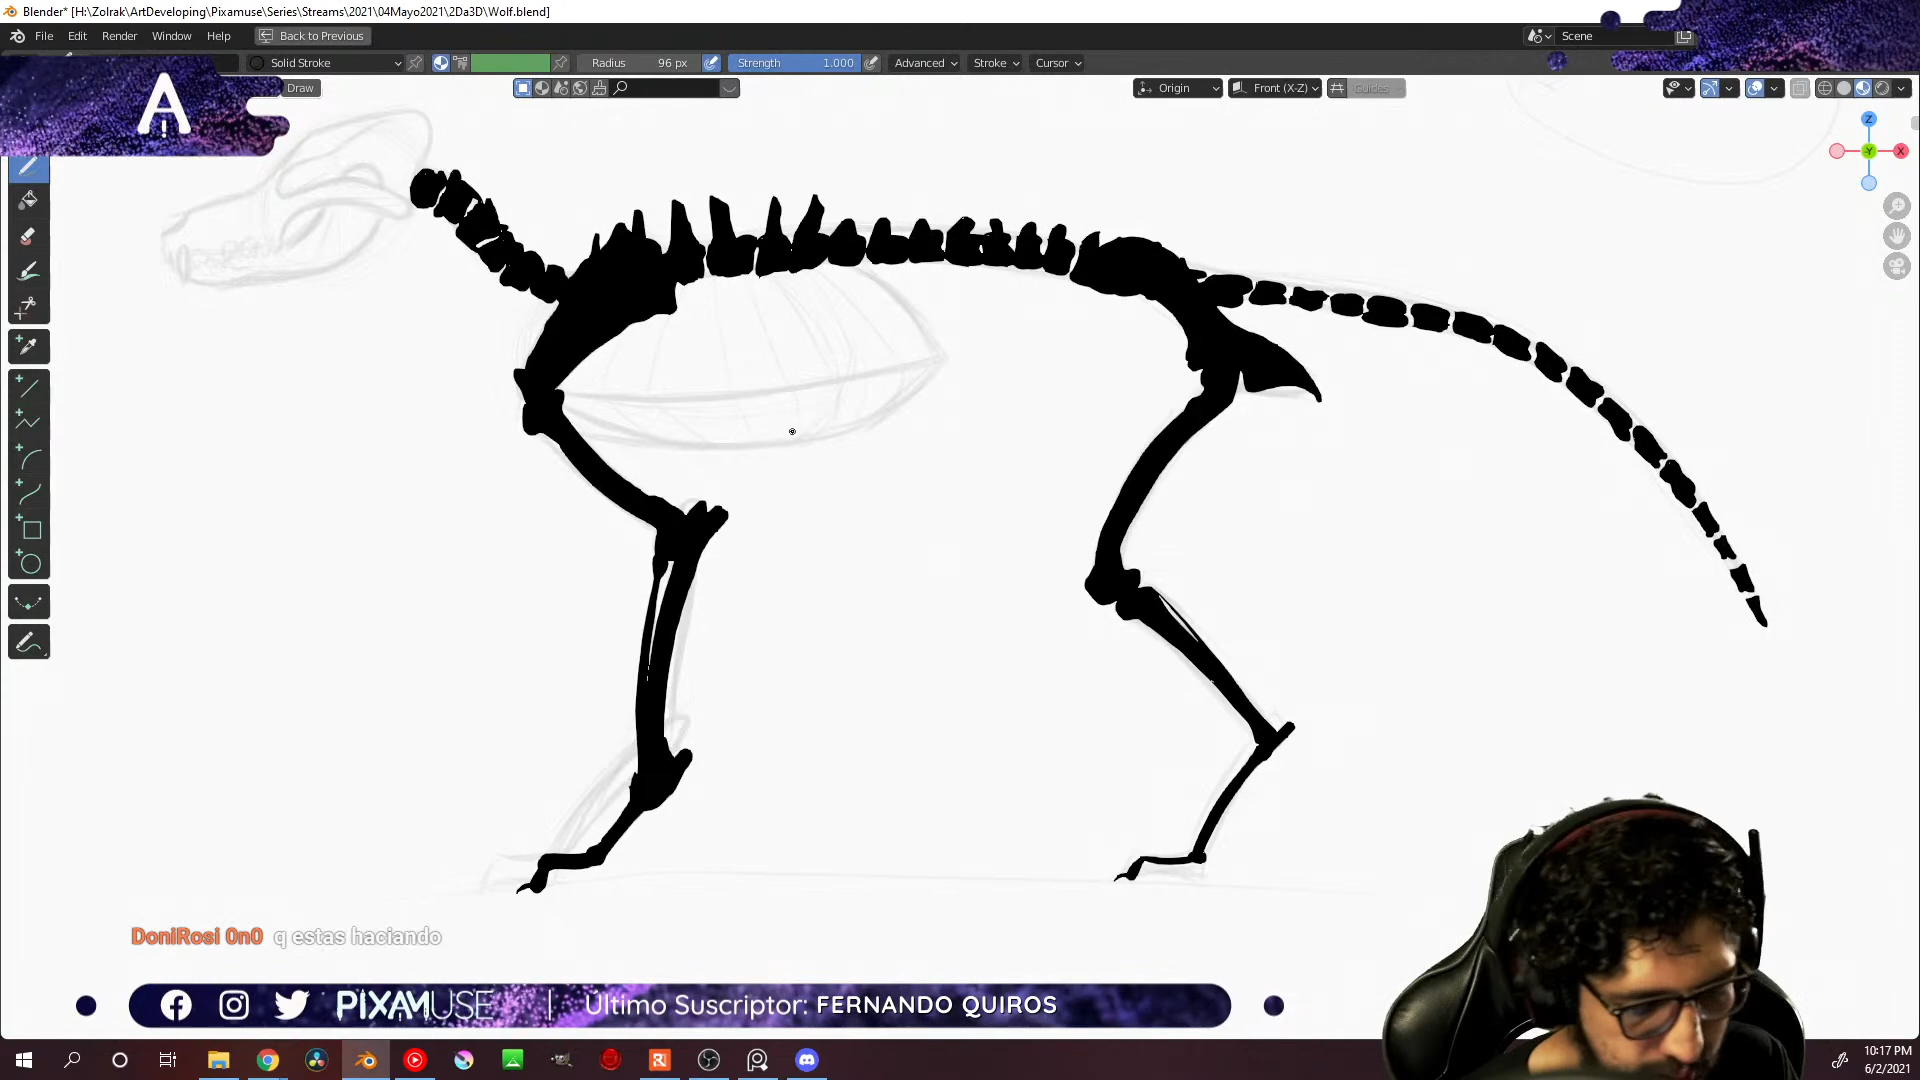 Blender* [H:\Zolrak\ArtDeveloping\Pixamuse\Series\Streams\2021\04Mayo2021\2Da3D\Wolf.blend]
File Edit Render Window Help Back to Previous Scene
Solid Stroke Radius 96 px Strength 1.000 Advanced Stroke Cursor
Draw Origin Front (X-Z) Guides
Z
-Y X
DoniRosi 0n0 q estas haciando
PIXAMUSE | Último Suscriptor: FERNANDO QUIROS
10:17 PM
6/2/2021